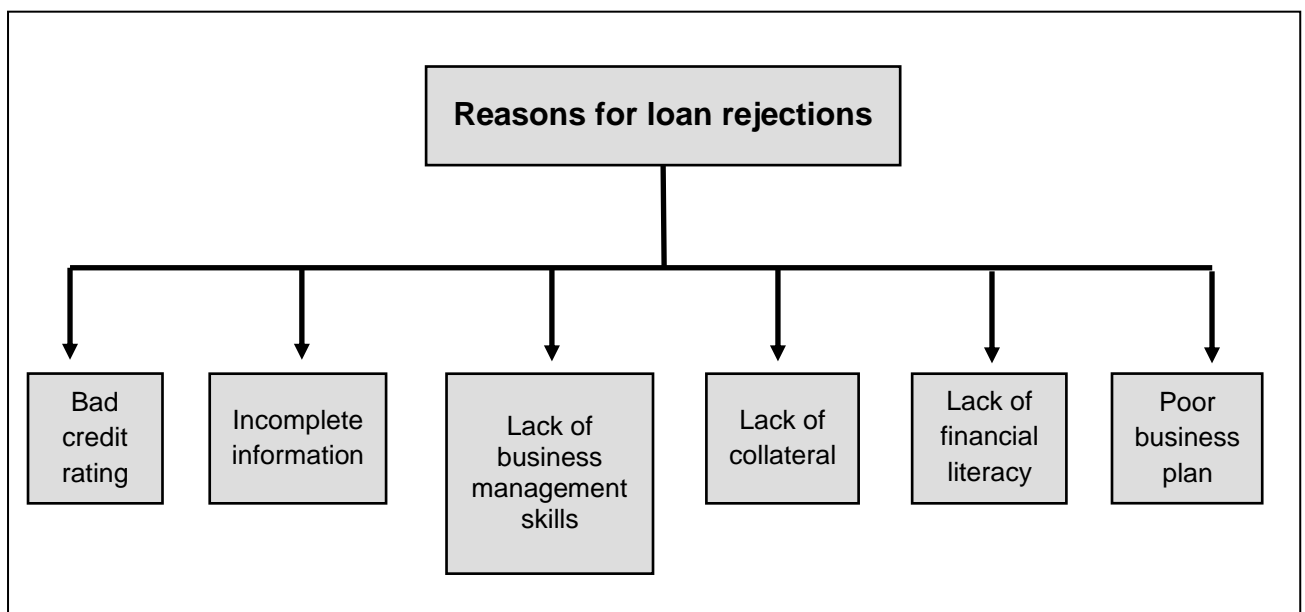 Reasons for loan rejections
Bad
credit
rating
Incomplete
information
Lack of
business
management
skills
Lack of
collateral
Lack of
financial
literacy
Poor
business
plan